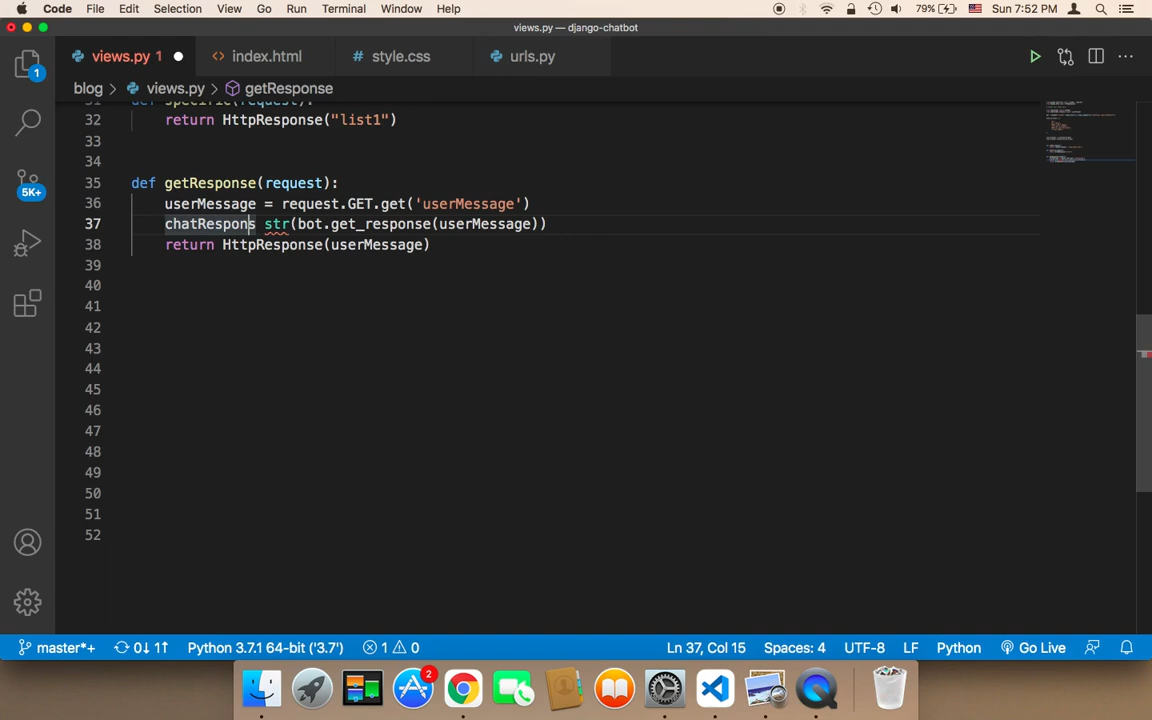 Code File Edit Selection View Go Run Terminal Window Help 79% Sun 7:52 PM
views.py — django-chatbot
1 views.py 1 index.html # style.css urls.py
blog > views.py > getResponse
31 def specific(request):
32 return HttpResponse("list1")
33
34
35 def getResponse(request):
36 userMessage = request.GET.get('userMessage')
37 chatRespons str(bot.get_response(userMessage))
38 return HttpResponse(userMessage)
39
40
41
42
43
44
45
46
47
48
49
50
51
52
5K+
master*+ 0↓ 1↑ Python 3.7.1 64-bit ('3.7') 1 0 Ln 37, Col 15 Spaces: 4 UTF-8 LF Python Go Live
2